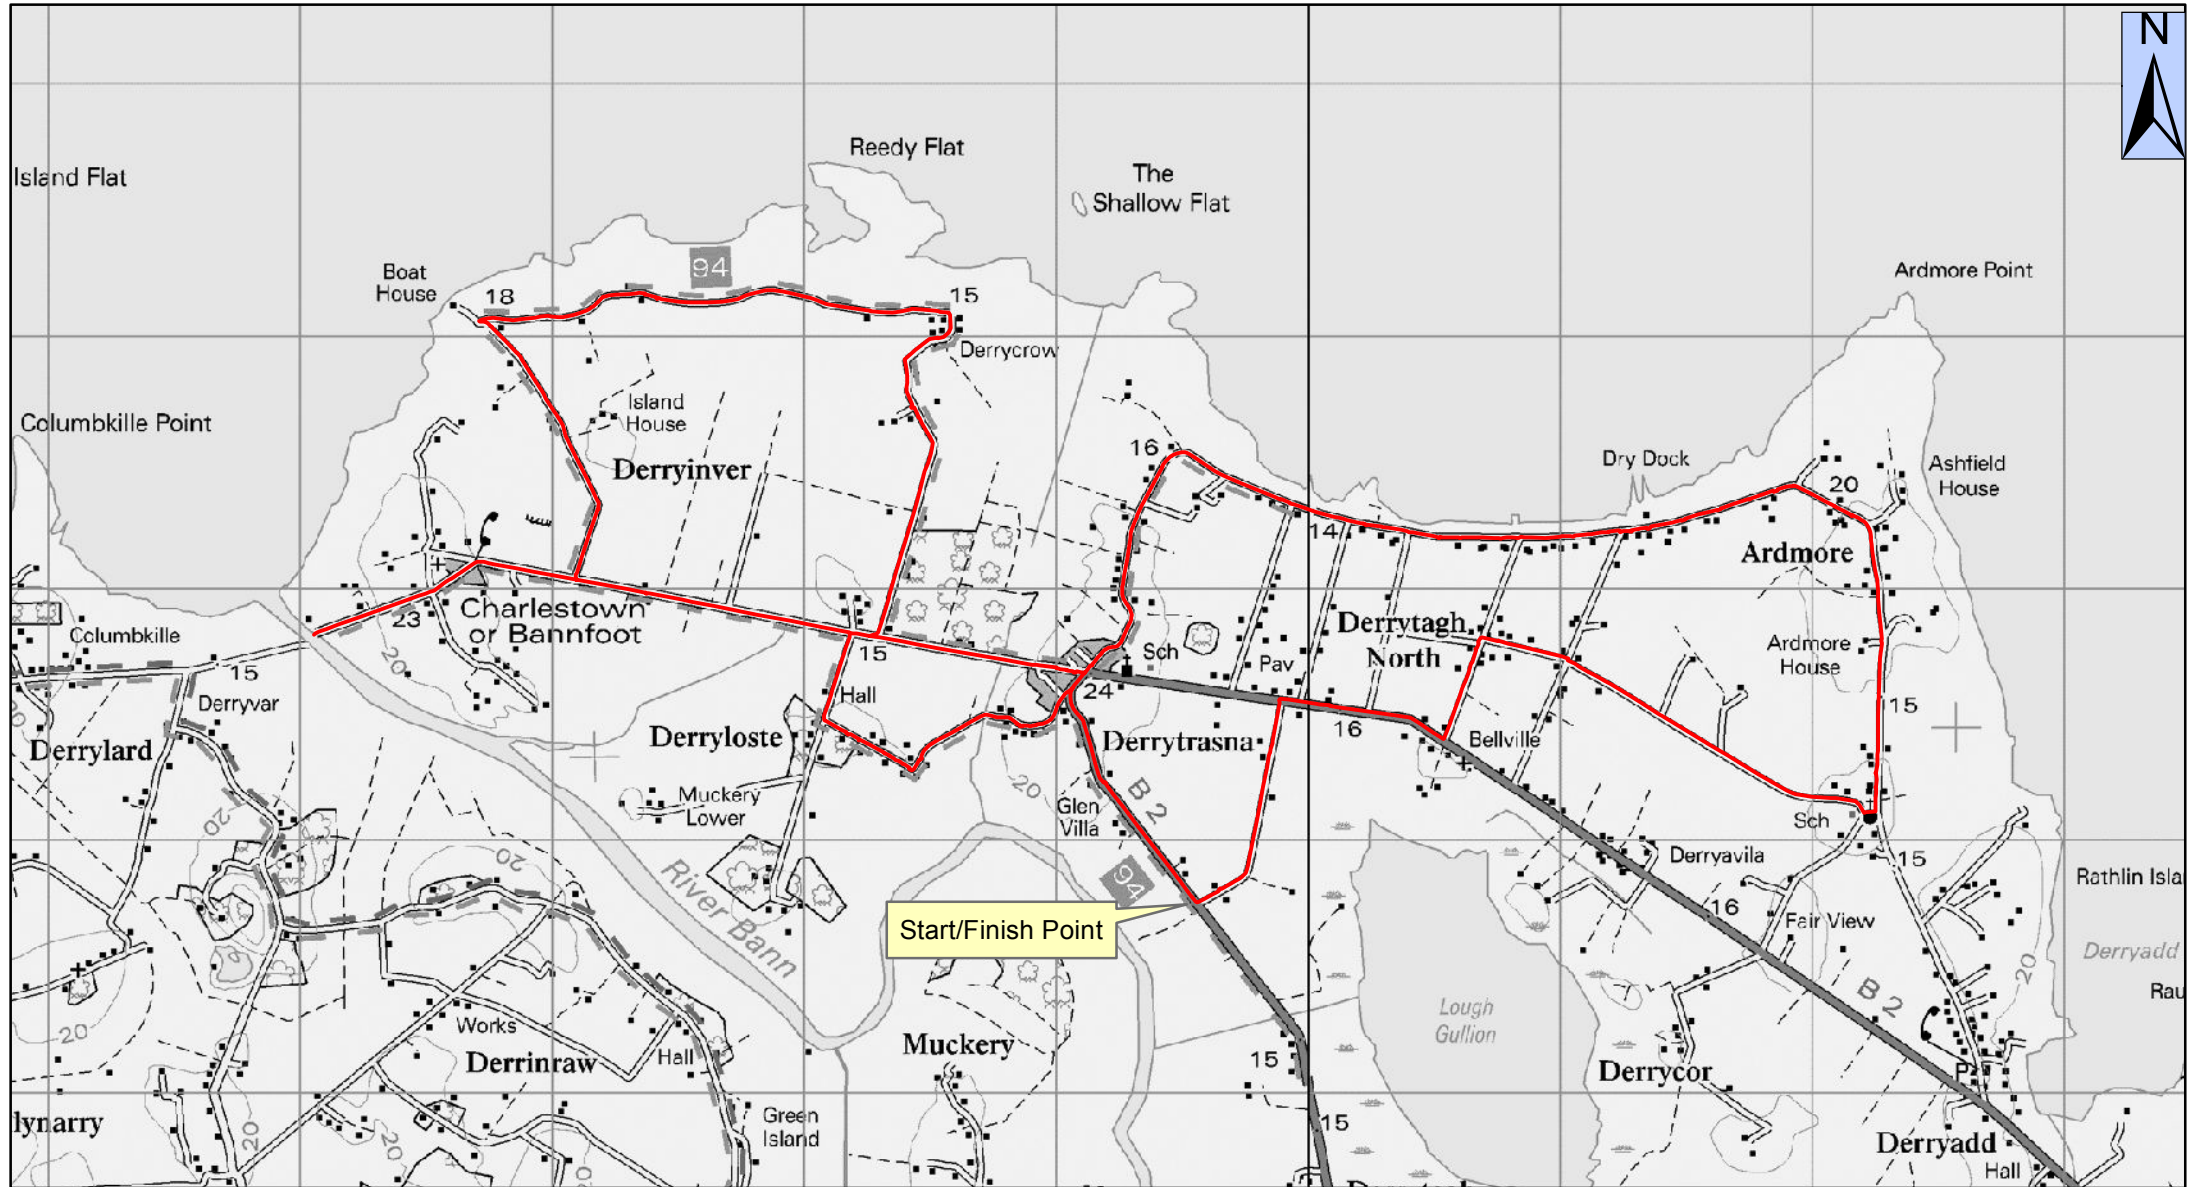 N
Reedy Flat
The
Shallow Flat
Island Flat
Boat
House
94
18
15
Ardmore Point
Derrycrow
Island
House
Columbkille Point
Derryinver
16
Dry Dock
20
Ashfield
House
14
Ardmore
Charlestown
or Bannfoot
23
20
Columbkille
15
15
Sch
Derrytagh
North
Pav
Ardmore
House
Derryvar
Hall
24
15
Derrylard
Derryloste
Derrytrasna
16
Bellville
20
Muckery
Lower
20
Glen
Villa
B 2
Sch
20
20
River Bann
94
Derryavila
15
Rathlin Isla
Start/Finish Point
16
Fair View
Derryadd
20
Rau
20
Works
Derrinraw
Hall
Muckery
Lough
Gullion
B 2
15
Derrycor
P
lynarry
20
20
Green
Island
15
Derryadd
Hall